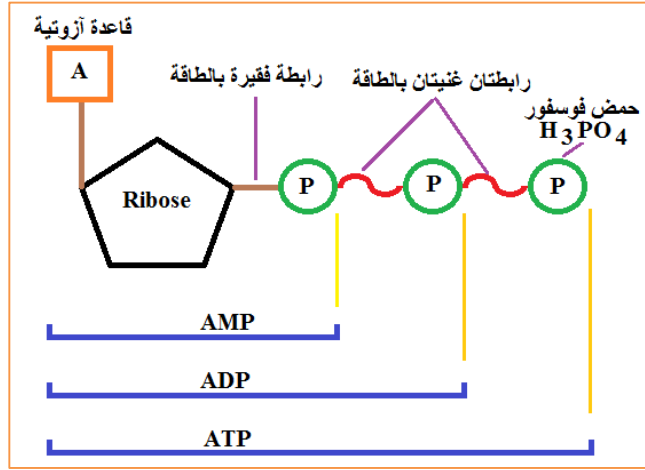 قاعدة آزوتية
A
رابطة فقيرة بالطاقة
رابطتان غنيتان بالطاقة
حمض فوسفور
H3PO4
Ribose
P
P
P
AMP
ADP
ATP